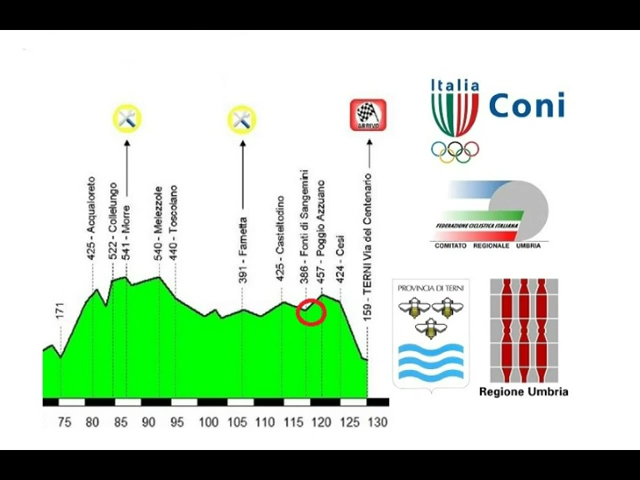 171
425 - Acqualoreto
522 - Collelungo
541 - Morre
540 - Melezzole
440 - Toscolano
391 - Farnetta
425 - Casteltodino
386 - Fonti di Sangemini
457 - Poggio Azzuano
424 - Cesi
159 - TERNI Via del Centenario
ARRIVO
75 80 85 90 95 100 105 110 115 120 125 130
Italia
Coni
FEDERAZIONE CICLISTICA ITALIANA
COMITATO REGIONALE UMBRIA
PROVINCIA DI TERNI
Regione Umbria